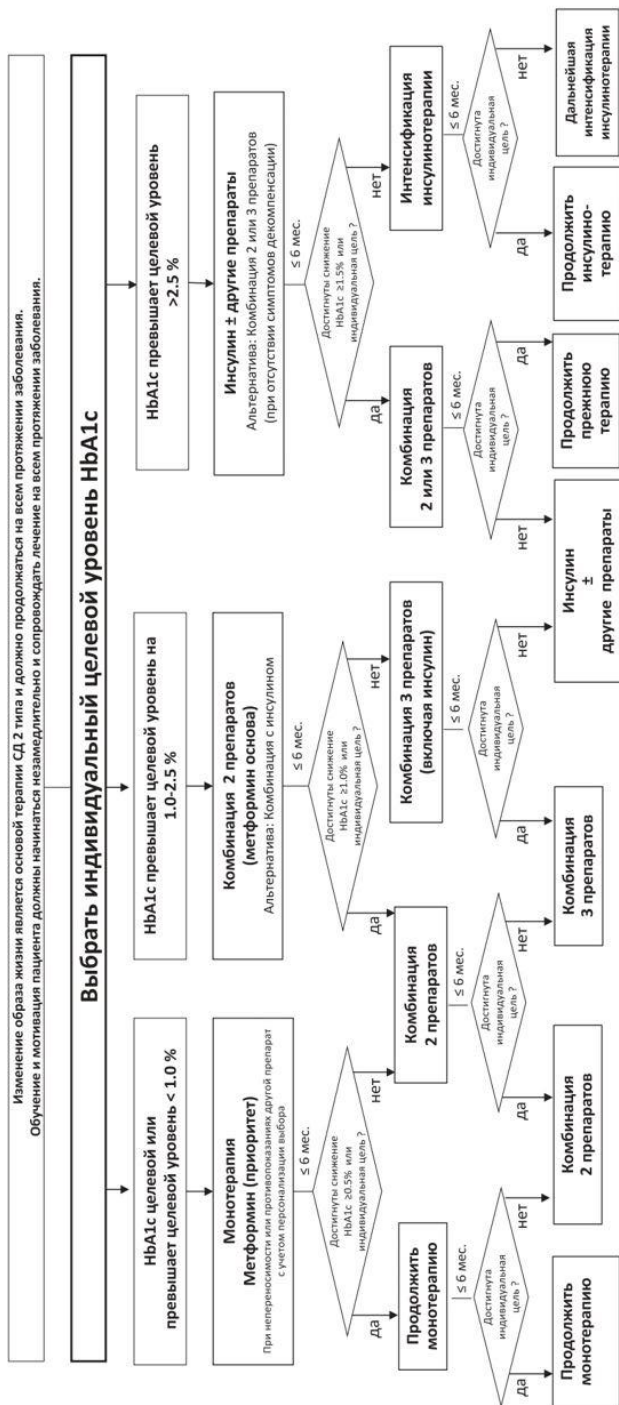 Изменение образа жизни является основой терапии СД 2 типа и должно продолжаться на всем протяжении заболевания.
Обучение и мотивация пациента должны начинаться незамедлительно и сопровождать лечение на всем протяжении заболевания.
Выбрать индивидуальный целевой уровень HbA1c
HbA1c целевой или
превышает целевой уровень < 1.0 %
HbA1c превышает целевой уровень на
1.0-2.5 %
HbA1c превышает целевой уровень
>2.5 %
Монотерапия
Метформин (приоритет)
При непереносимости или противопоказаниях другой препарат
с учетом персонализации выбора
Комбинация 2 препаратов
(метформин основа)
Альтернатива: Комбинация с инсулином
Инсулин ± другие препараты
Альтернатива: Комбинация 2 или 3 препаратов
(при отсутствии симптомов декомпенсации)
≤ 6 мес.
≤ 6 мес.
≤ 6 мес.
Достигнуты снижение
HbA1c ≥0.5% или
индивидуальная цель ?
Достигнуты снижение
HbA1c ≥1.0% или
индивидуальная цель ?
Достигнуты снижение
HbA1c ≥1.5% или
индивидуальная цель ?
да
нет
да
нет
да
нет
Продолжить
монотерапию
Комбинация
2 препаратов
Комбинация 3 препаратов
(включая инсулин)
Комбинация
2 или 3 препаратов
Интенсификация
инсулинотерапии
≤ 6 мес.
≤ 6 мес.
≤ 6 мес.
≤ 6 мес.
≤ 6 мес.
Достигнута
индивидуальная
цель ?
Достигнута
индивидуальная
цель ?
Достигнута
индивидуальная
цель ?
Достигнута
индивидуальная
цель ?
Достигнута
индивидуальная
цель ?
да
нет
да
нет
да
нет
нет
да
да
нет
Продолжить
монотерапию
Комбинация
2 препаратов
Комбинация
3 препаратов
Инсулин
±
другие препараты
Продолжить
прежнюю
терапию
Продолжить
инсулино-
терапию
Дальнейшая
интенсификация
инсулинотерапии